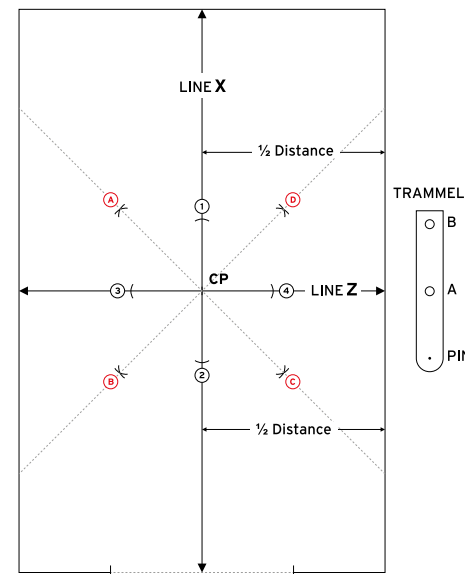 LINE X
½ Distance
TRAMMEL
A
D
1
B
CP
3
4
LINE Z
A
B
2
C
PIN
½ Distance